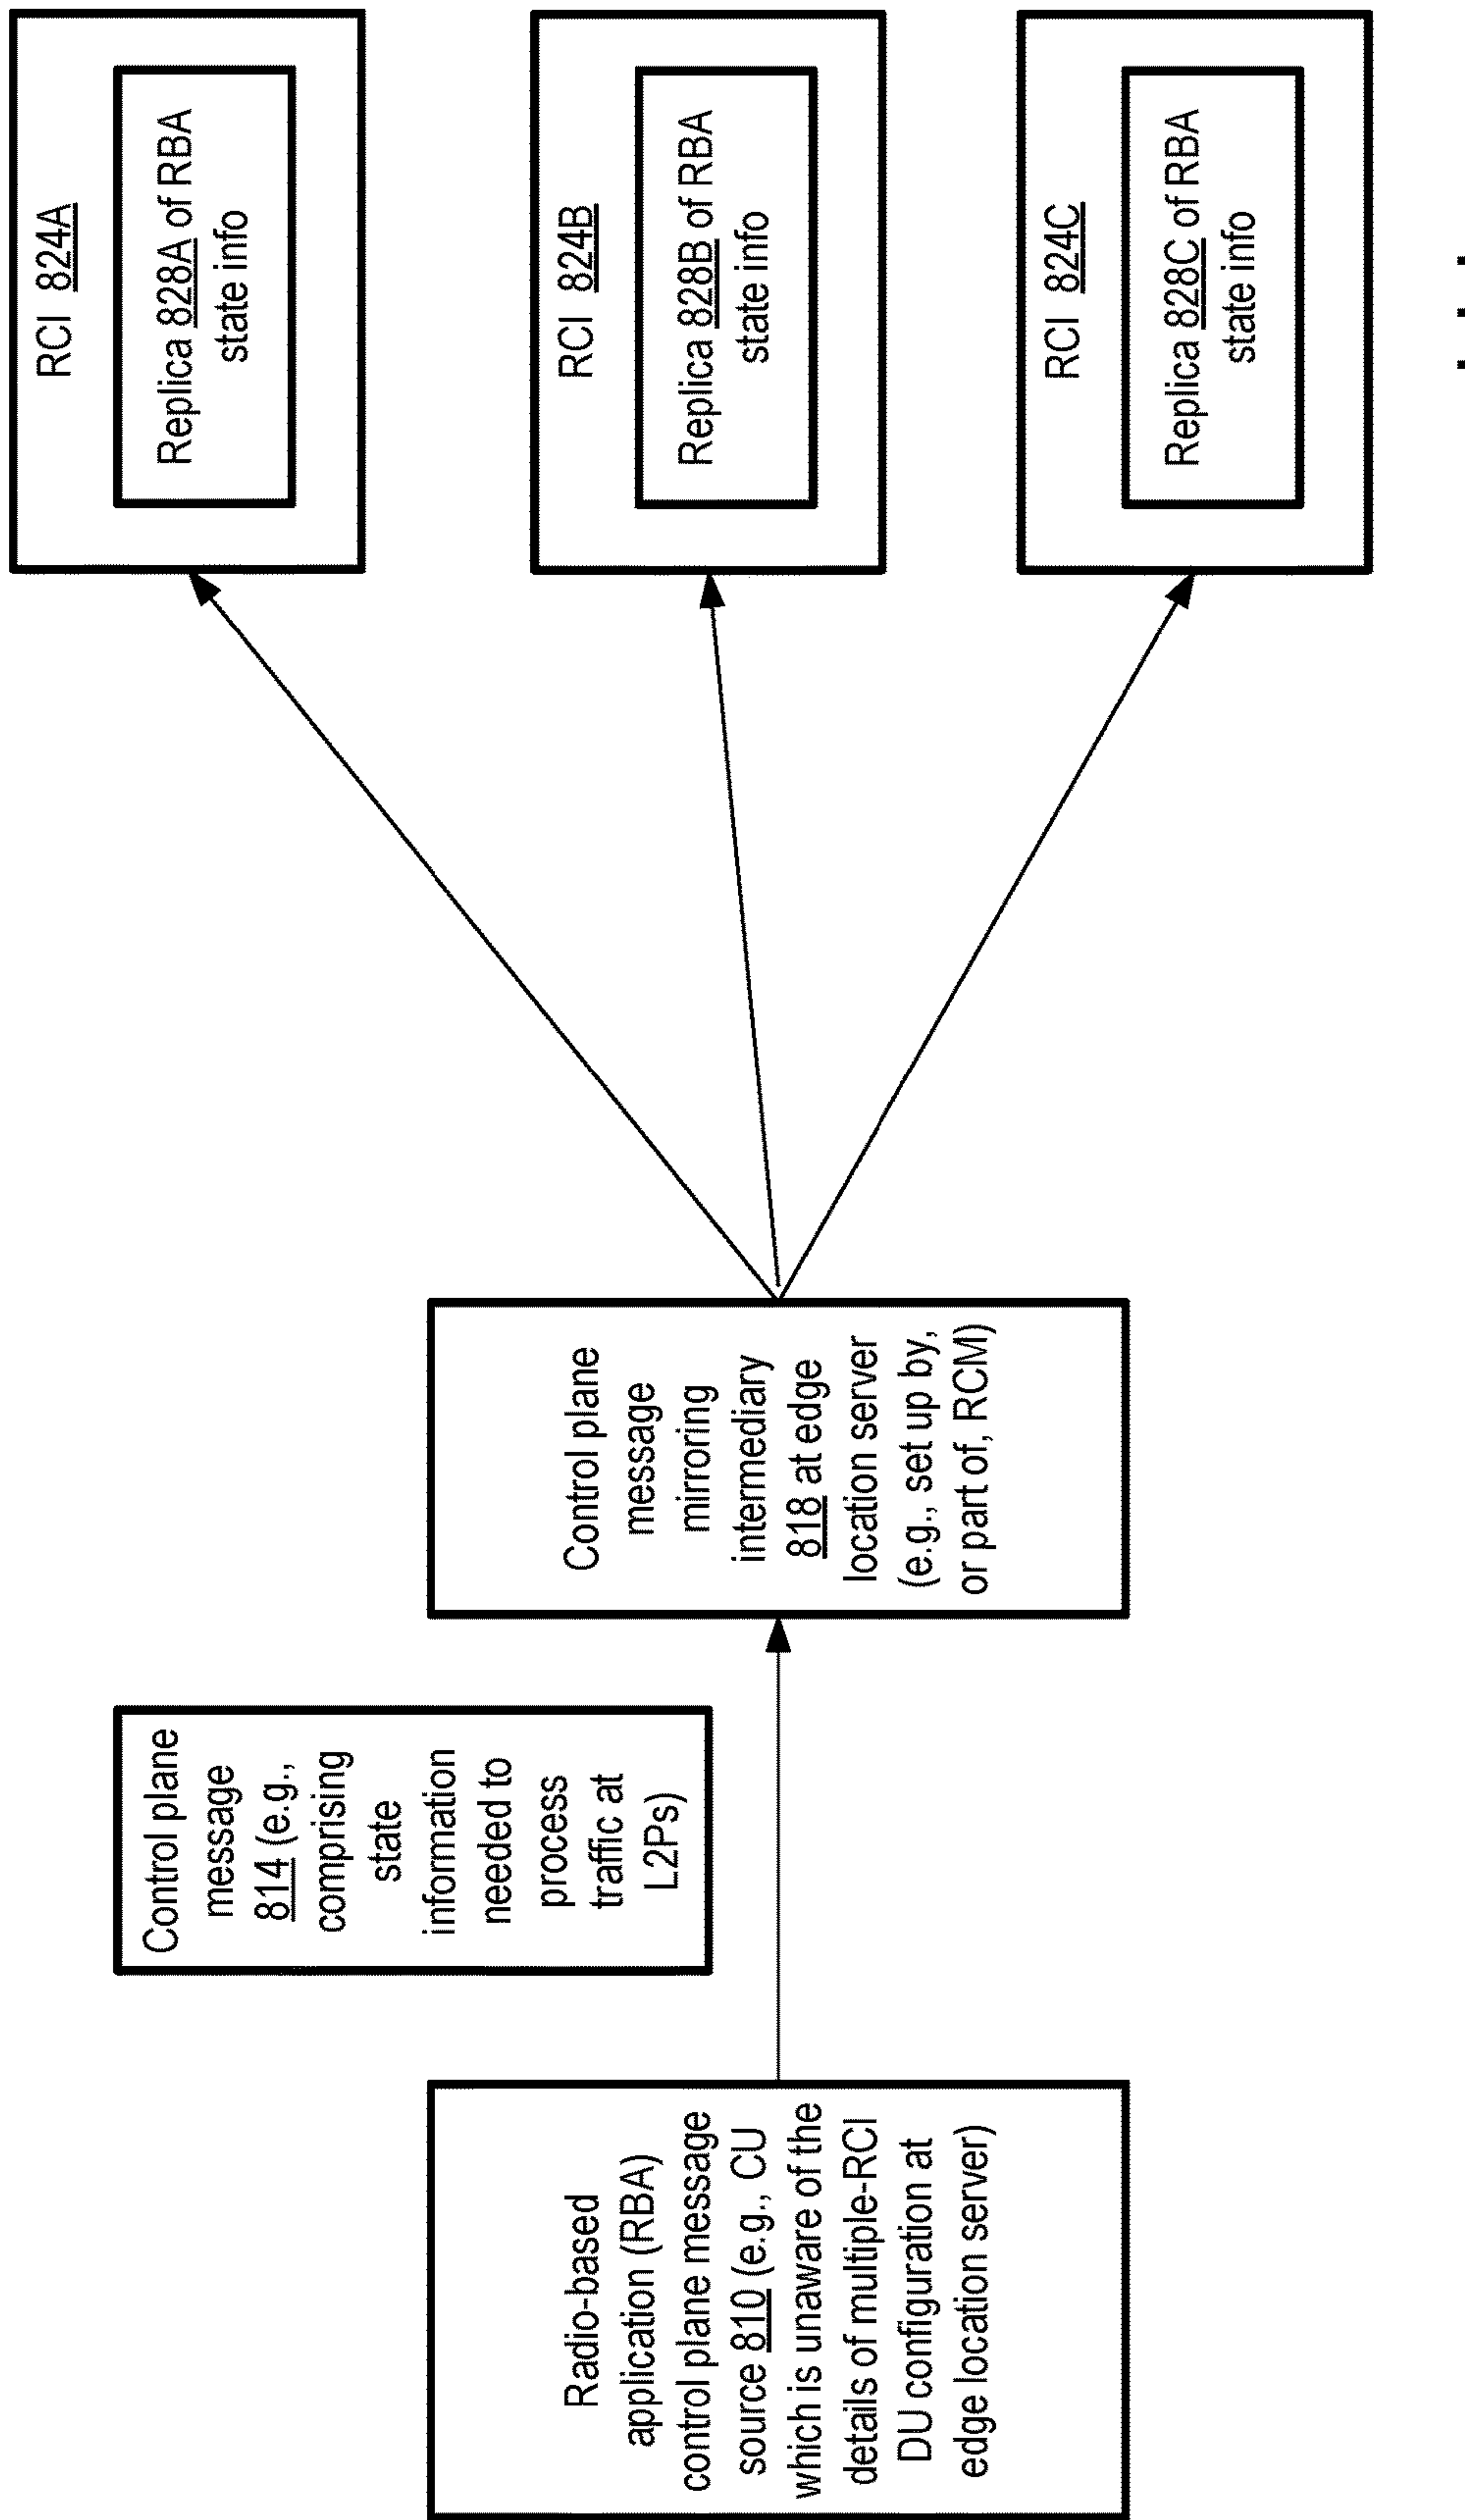 Radio-based
application (RBA)
control plane message
source 810 (e.g., CU
which is unaware of the
details of multiple-RCI
DU configuration at
edge location server)
Control plane
message
814 (e.g.,
comprising
state
information
needed to
process
traffic at
L2Ps)
Control plane
message
mirroring
intermediary
818 at edge
location server
(e.g., set up by,
or part of, RCM)
RCI 824A
Replica 828A of RBA
state info
RCI 824B
Replica 828B of RBA
state info
RCI 824C
Replica 828C of RBA
state info